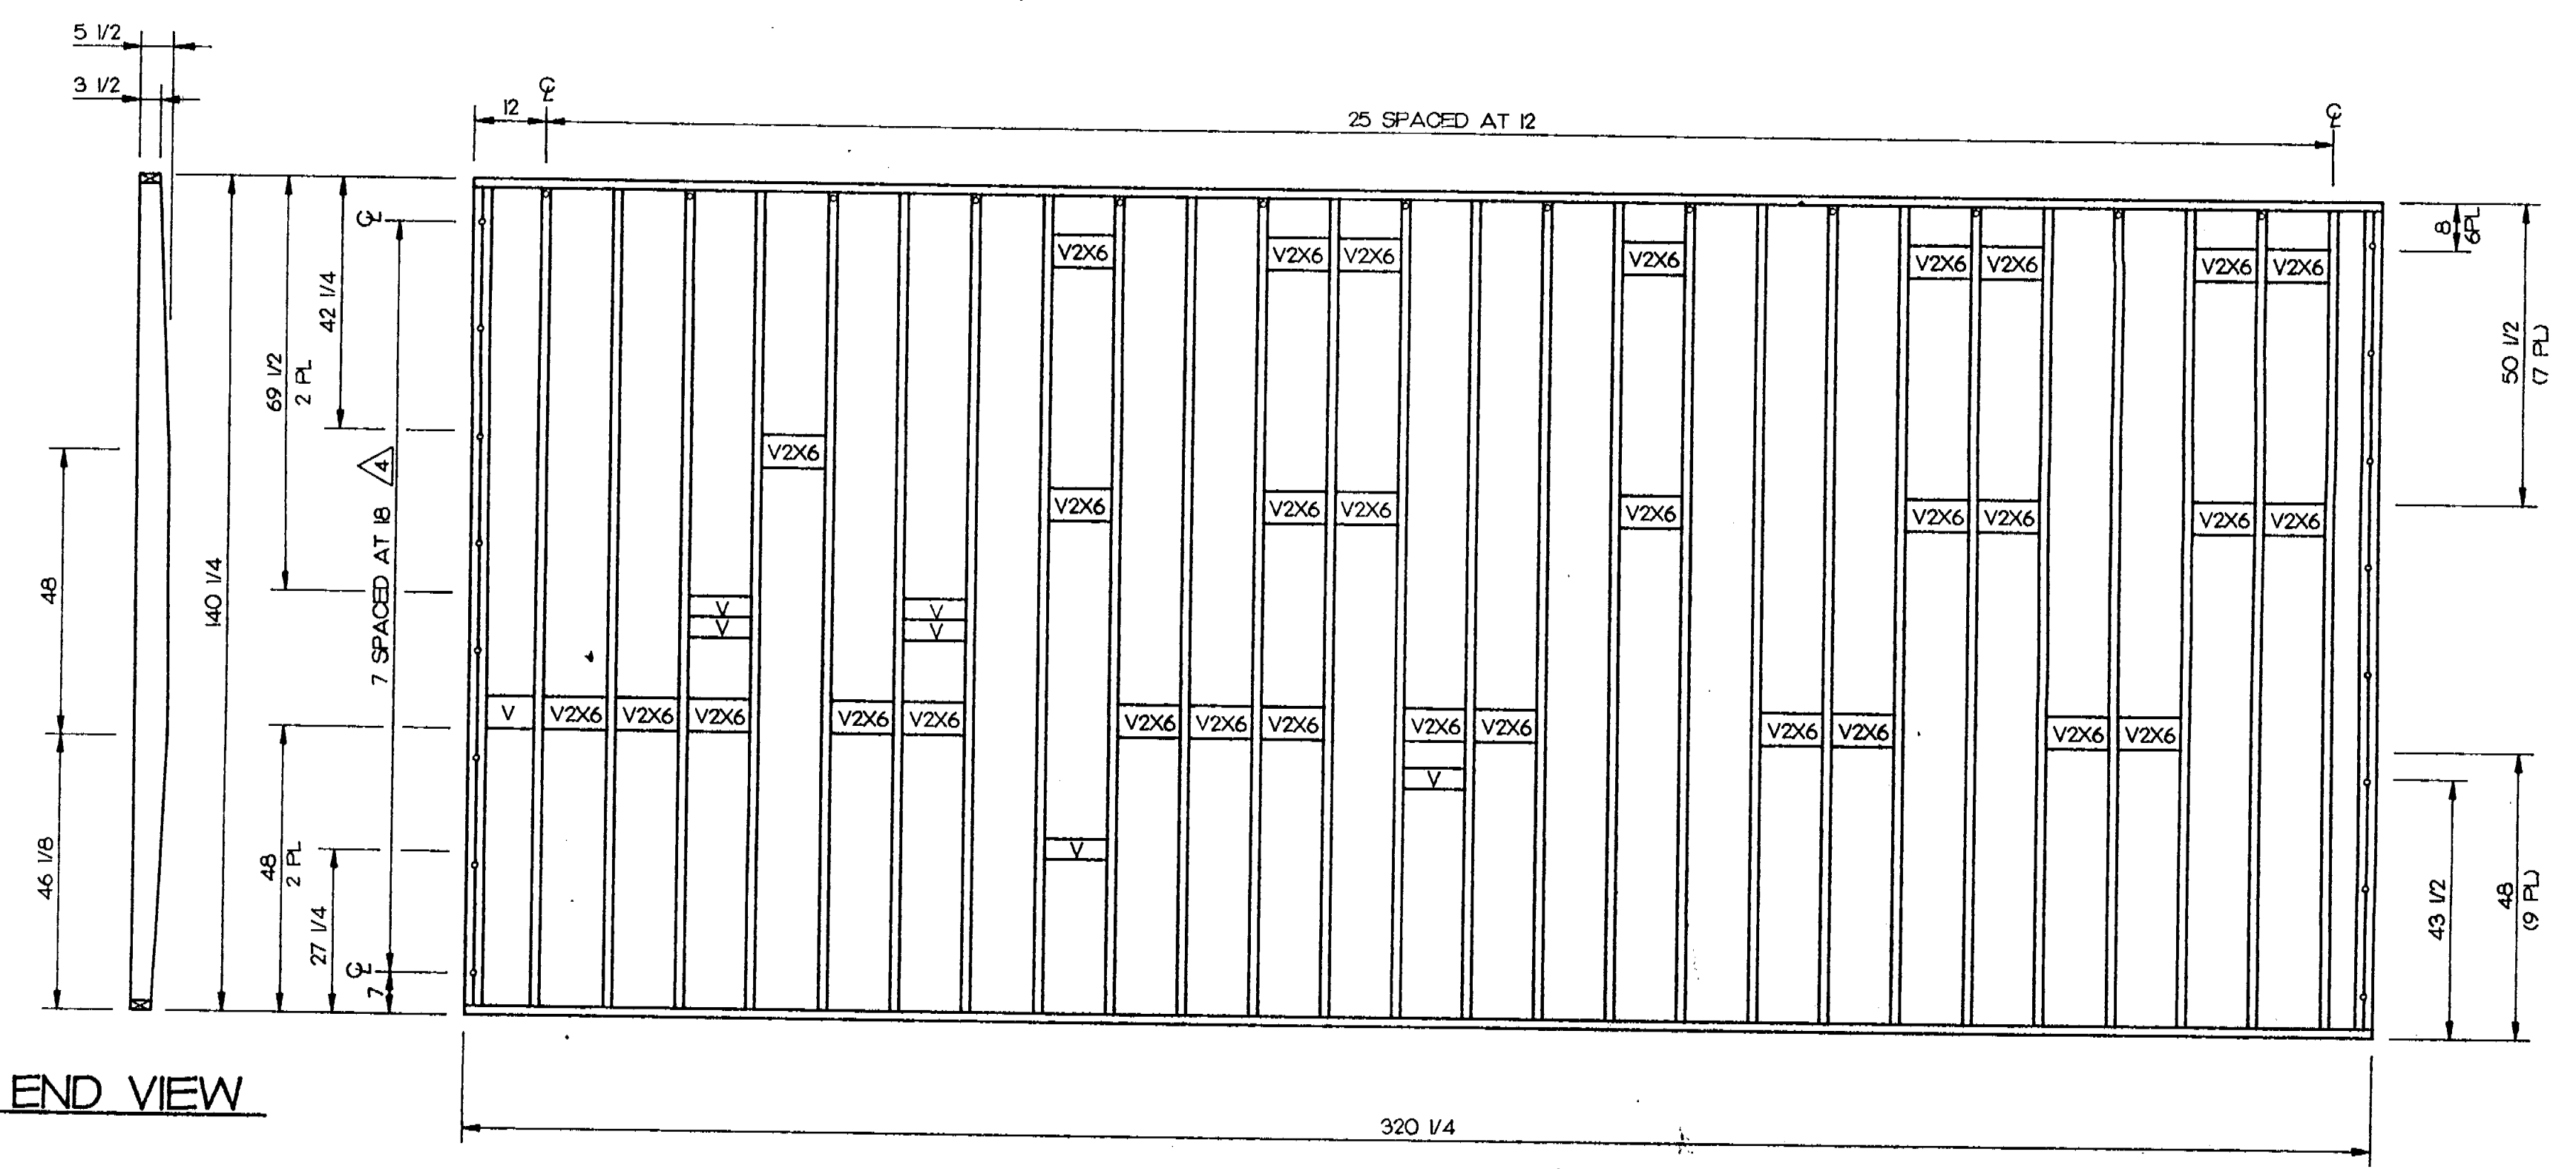 5 1/2
3 1/2
12
℄
25 SPACED AT 12
℄
℄
42 1/4
69 1/2
2 PL
7 SPACED AT 18
4
140 1/4
48
46 1/8
48
2 PL
27 1/4
℄
7
8
6PL
50 1/2
(7 PL)
43 1/2
48
(9 PL)
V2X6 V2X6 V2X6 V2X6 V2X6 V2X6 V2X6 V2X6
V2X6
V2X6 V2X6 V2X6 V2X6 V2X6 V2X6 V2X6 V2X6
V V
V V
V V2X6 V2X6 V2X6 V2X6 V2X6 V2X6 V2X6 V2X6 V2X6 V2X6 V2X6 V2X6 V2X6 V2X6
V
V
END VIEW
320 1/4